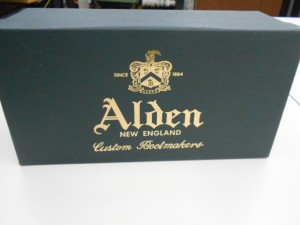 SINCE 1884
Alden
NEW ENGLAND
Custom Bootmakers